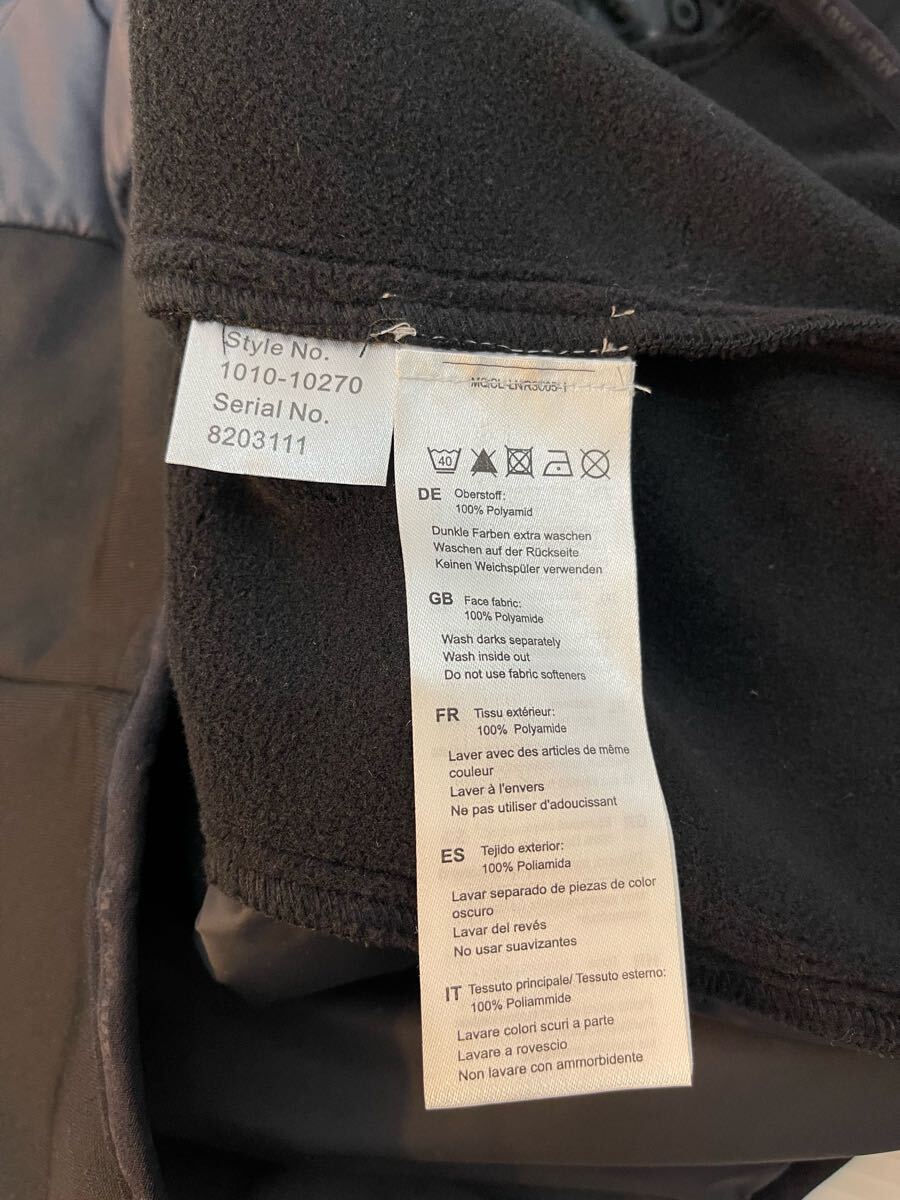 Style No.
1010-10270
Serial No.
8203111
40
DE Oberstoff:
100% Polyamid
Dunkle Farben extra waschen
Waschen auf der Rückseite
Keinen Weichspüler verwenden
GB Face fabric:
100% Polyamide
Wash darks separately
Wash inside out
Do not use fabric softeners
FR Tissu extérieur:
100% Polyamide
Laver avec des articles de même
couleur
Laver à l'envers
Ne pas utiliser d'adoucissant
ES Tejido exterior:
100% Poliamida
Lavar separado de piezas de color
oscuro
Lavar del revés
No usar suavizantes
IT Tessuto principale/ Tessuto esterno:
100% Poliammide
Lavare colori scuri a parte
Lavare a rovescio
Non lavare con ammorbidente